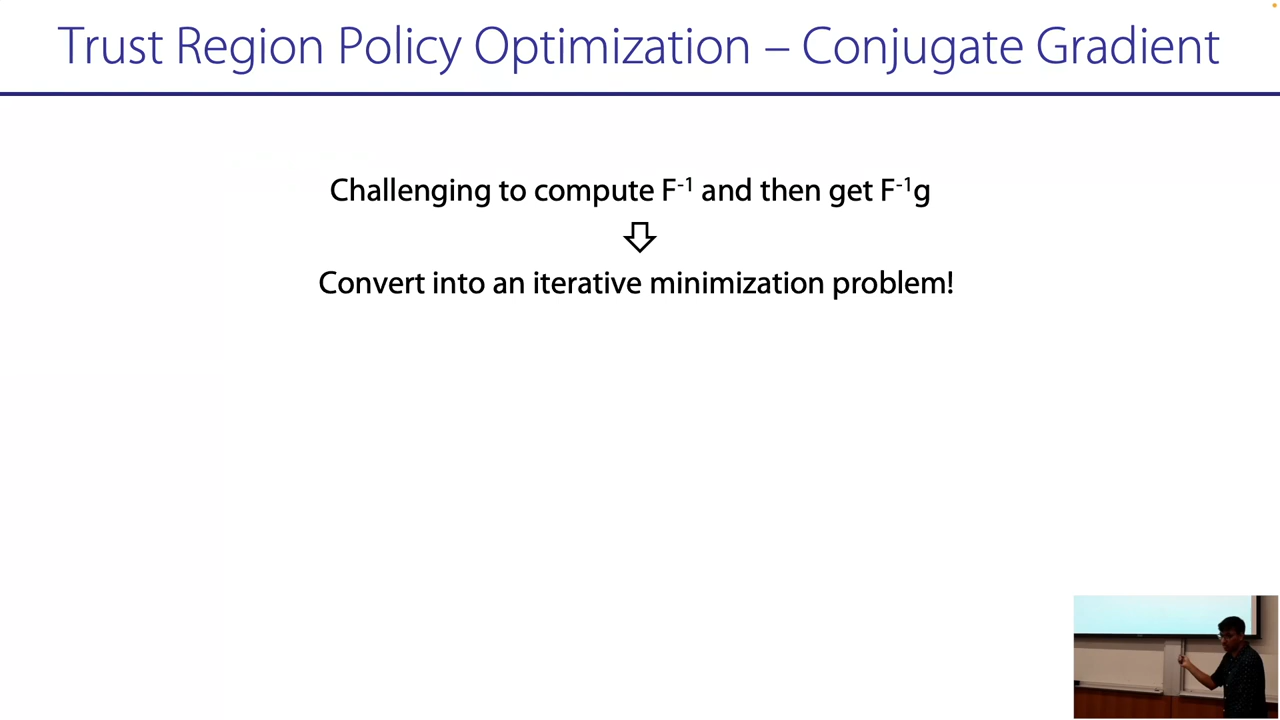 Trust Region Policy Optimization – Conjugate Gradient
Challenging to compute F⁻¹ and then get F⁻¹g
Convert into an iterative minimization problem!